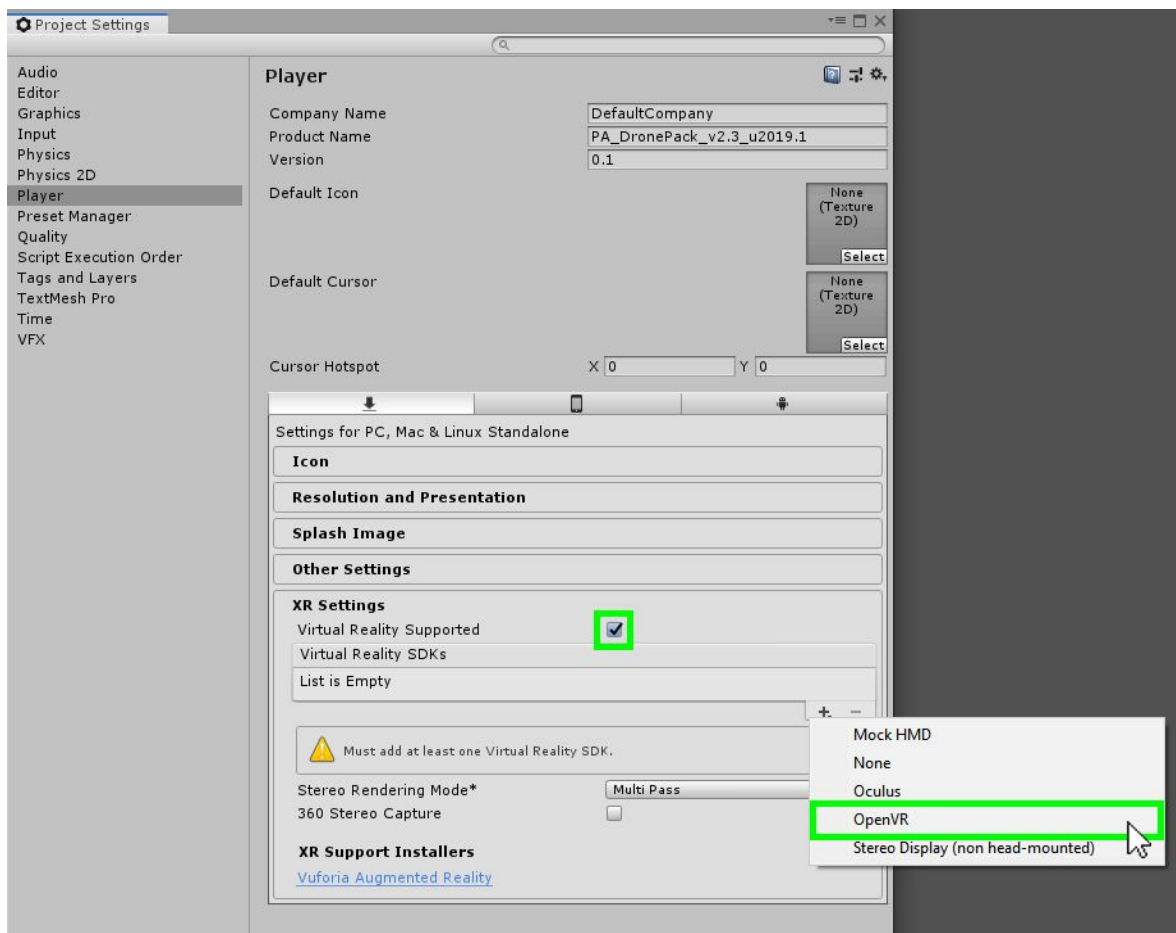 Project Settings
Audio
Editor
Graphics
Input
Physics
Physics 2D
Player
Preset Manager
Quality
Script Execution Order
Tags and Layers
TextMesh Pro
Time
VFX
Player
Company Name DefaultCompany
Product Name PA_DronePack_v2.3_u2019.1
Version 0.1
Default Icon
None
(Texture
2D)
Select
Default Cursor
None
(Texture
2D)
Select
Cursor Hotspot X 0 Y 0
Settings for PC, Mac & Linux Standalone
Icon
Resolution and Presentation
Splash Image
Other Settings
XR Settings
Virtual Reality Supported
Virtual Reality SDKs
List is Empty
Must add at least one Virtual Reality SDK.
Stereo Rendering Mode* Multi Pass
360 Stereo Capture
XR Support Installers
Vuforia Augmented Reality
Mock HMD
None
Oculus
OpenVR
Stereo Display (non head-mounted)